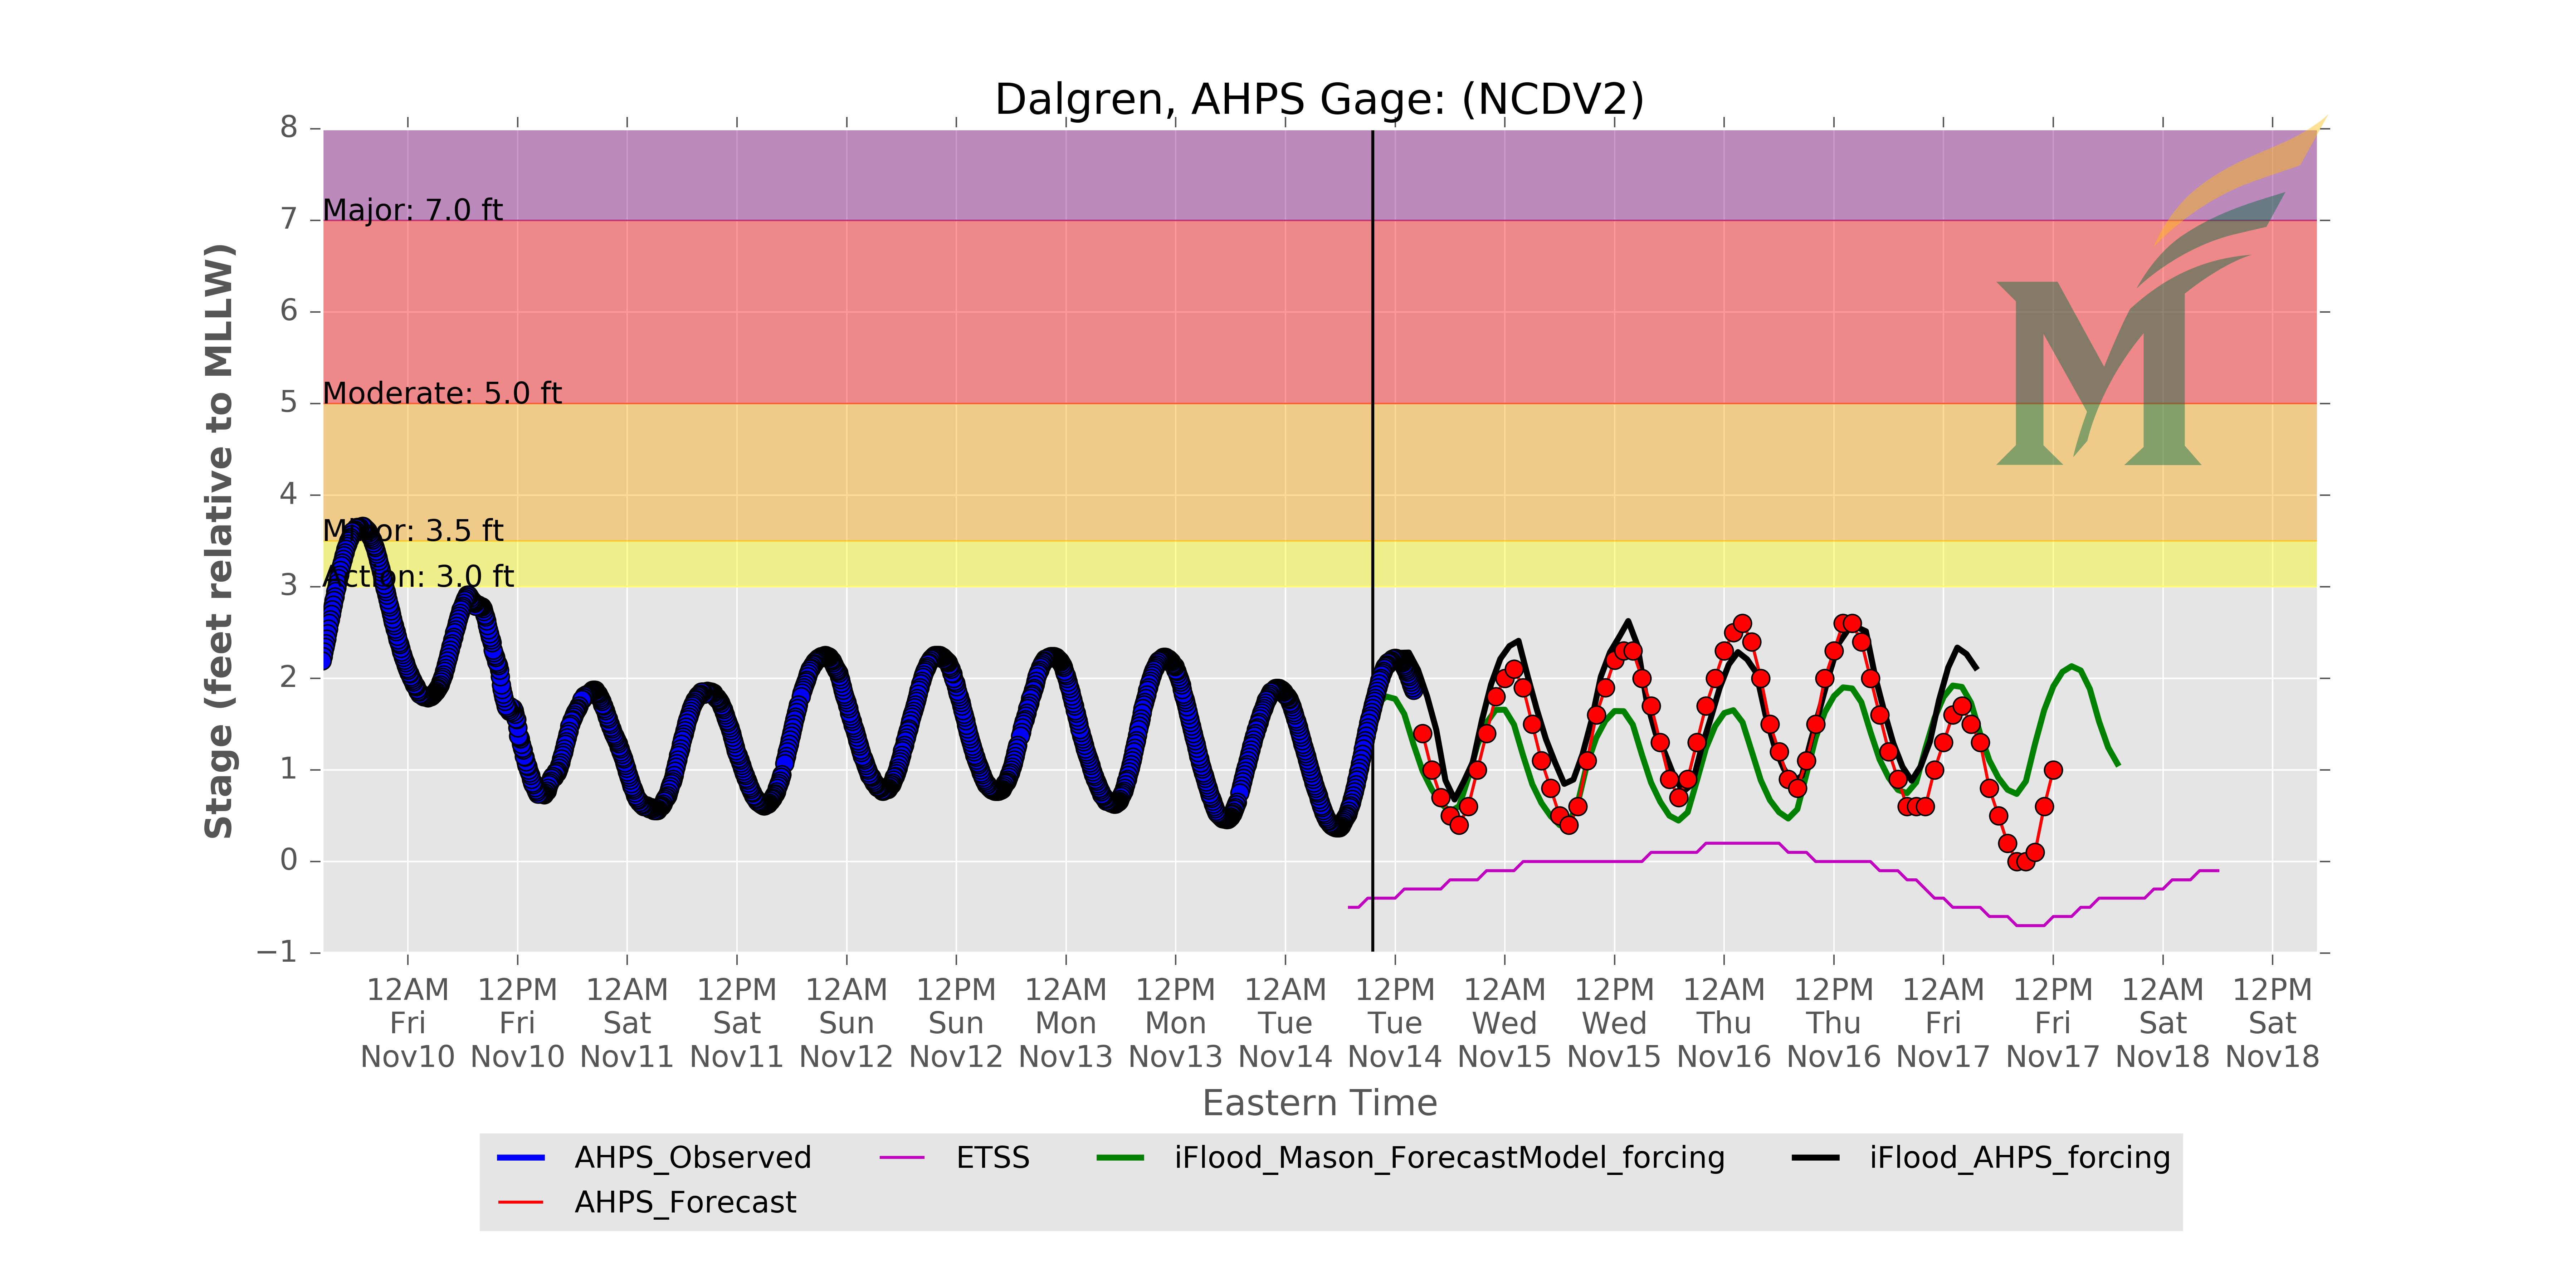 Dalgren, AHPS Gage: (NCDV2)
8
7
6
5
4
3
2
1
0
−1
Stage (feet relative to MLLW)
Major: 7.0 ft
Moderate: 5.0 ft
Minor: 3.5 ft
Action: 3.0 ft
12AM 12PM 12AM 12PM 12AM 12PM 12AM 12PM 12AM 12PM 12AM 12PM 12AM 12PM 12AM 12PM 12AM 12PM
Fri Fri Sat Sat Sun Sun Mon Mon Tue Tue Wed Wed Thu Thu Fri Fri Sat Sat
Nov10 Nov10 Nov11 Nov11 Nov12 Nov12 Nov13 Nov13 Nov14 Nov14 Nov15 Nov15 Nov16 Nov16 Nov17 Nov17 Nov18 Nov18
Eastern Time
AHPS_Observed ETSS iFlood_Mason_ForecastModel_forcing iFlood_AHPS_forcing
AHPS_Forecast
M